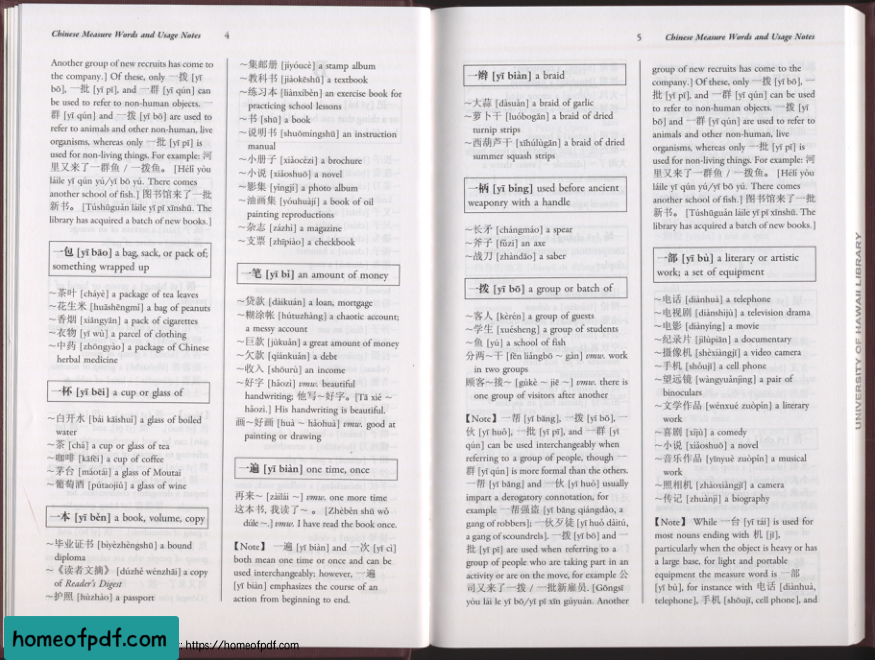 Chinese Measure Words and Usage Notes 4
Another group of new recruits has come to
the company.] Of these, only 一拨 [yī
bō], 一批 [yī pī], and 一群 [yī qún] can
be used to refer to non-human objects. 一
群 [yī qún] and 一拨 [yī bō] are used to
refer to animals and other non-human, live
organisms, whereas only 一批 [yī pī] is
used for non-living things. For example: 河
里又来了一群鱼 / 一拨鱼。 [Hélǐ yòu
láile yī qún yú/yī bō yú. There comes
another school of fish.] 图书馆来了一批
新书。 [Túshūguǎn láile yī pī xīnshū. The
library has acquired a batch of new books.]
一包 [yī bāo] a bag, sack, or pack of;
something wrapped up
~茶叶 [cháyè] a package of tea leaves
~花生米 [huāshēngmǐ] a bag of peanuts
~香烟 [xiāngyān] a pack of cigarettes
~衣物 [yī wù] a parcel of clothing
~中药 [zhōngyào] a package of Chinese
herbal medicine
一杯 [yī bēi] a cup or glass of
~白开水 [bái kāishuǐ] a glass of boiled
water
~茶 [chá] a cup or glass of tea
~咖啡 [kāfēi] a cup of coffee
~茅台 [máotái] a glass of Moutai
~葡萄酒 [pútaojiǔ] a glass of wine
一本 [yī běn] a book, volume, copy
~毕业证书 [bìyèzhèngshū] a bound
diploma
~《读者文摘》 [dúzhě wénzhāi] a copy
of Reader's Digest
~护照 [hùzhào] a passport
~集邮册 [jíyóucè] a stamp album
~教科书 [jiàokēshū] a textbook
~练习本 [liànxíběn] an exercise book for
practicing school lessons
~书 [shū] a book
~说明书 [shuōmíngshū] an instruction
manual
~小册子 [xiǎocèzi] a brochure
~小说 [xiǎoshuō] a novel
~影集 [yǐngjí] a photo album
~油画集 [yóuhuàjí] a book of oil
painting reproductions
~杂志 [zázhì] a magazine
~支票 [zhīpiào] a checkbook
一笔 [yī bǐ] an amount of money
~贷款 [dàikuǎn] a loan, mortgage
~糊涂帐 [hútuzhàng] a chaotic account;
a messy account
~巨款 [jùkuǎn] a great amount of money
~欠款 [qiànkuǎn] a debt
~收入 [shōurù] an income
~好字 [hǎozì] vmw. beautiful
handwriting; 他写~好字。 [Tā xiě ~
hǎozì.] His handwriting is beautiful.
画~好画 [huà ~ hǎohuà] vmw. good at
painting or drawing
一遍 [yī biàn] one time, once
再来~ [zàilái ~] vmw. one more time
这本书, 我读了~ 。 [Zhèběn shū wǒ
dúle ~.] vmw. I have read the book once.
【Note】 一遍 [yī biàn] and 一次 [yī cì]
both mean one time or once and can be
used interchangeably; however, 一遍
[yī biàn] emphasizes the course of an
action from beginning to end.
5 Chinese Measure Words and Usage Notes
一辫 [yī biàn] a braid
~大蒜 [dàsuàn] a braid of garlic
~萝卜干 [luóbogān] a braid of dried
turnip strips
~西胡芦干 [xīhúlúgān] a braid of dried
summer squash strips
一柄 [yī bǐng] used before ancient
weaponry with a handle
~长矛 [chángmáo] a spear
~斧子 [fǔzi] an axe
~战刀 [zhàndāo] a saber
一拨 [yī bō] a group or batch of
~客人 [kèrén] a group of guests
~学生 [xuésheng] a group of students
~鱼 [yú] a school of fish
分两~干 [fēn liǎngbō ~ gàn] vmw. work
in two groups
顾客~接~ [gùkè ~ jiē ~] vmw. there is
one group of visitors after another
【Note】 一帮 [yī bāng], 一拨 [yī bō], 一
伙 [yī huǒ], 一批 [yī pī], and 一群 [yī
qún] can be used interchangeably when
referring to a group of people, though 一
群 [yī qún] is more formal than the others.
一帮 [yī bāng] and 一伙 [yī huǒ] usually
impart a derogatory connotation, for
example 一帮强盗 [yī bāng qiángdào, a
gang of robbers]; 一伙歹徒 [yī huǒ dǎitú,
a gang of scoundrels]. 一拨 [yī bō] and 一
批 [yī pī] are used when referring to a
group of people who are taking part in an
activity or are on the move, for example 公
司又来了一拨 / 一批新雇员. [Gōngsī
yòu lái le yī bō/yī pī xīn gùyuán. Another
group of new recruits has come to the
company.] Of these, only 一拨 [yī bō], 一
批 [yī pī], and 一群 [yī qún] can be used
to refer to non-human objects. 一拨 [yī
bō] and 一群 [yī qún] are used to refer to
animals and other non-human, live
organisms, whereas only 一批 [yī pī] is
used for non-living things. For example: 河
里又来了一群鱼 / 一拨鱼。 [Hélǐ yòu
láile yī qún yú/yī bō yú. There comes
another school of fish.] 图书馆来了一批
新书。 [Túshūguǎn láile yī pī xīnshū. The
library has acquired a batch of new books.]
一部 [yī bù] a literary or artistic
work; a set of equipment
~电话 [diànhuà] a telephone
~电视剧 [diànshìjù] a television drama
~电影 [diànyǐng] a movie
~纪录片 [jìlùpiàn] a documentary
~摄像机 [shèxiàngjī] a video camera
~手机 [shǒujī] a cell phone
~望远镜 [wàngyuǎnjìng] a pair of
binoculars
~文学作品 [wénxué zuòpǐn] a literary
work
~喜剧 [xǐjù] a comedy
~小说 [xiǎoshuō] a novel
~音乐作品 [yīnyuè zuòpǐn] a musical
work
~照相机 [zhàoxiàngjī] a camera
~传记 [zhuànjì] a biography
【Note】 While 一台 [yī tái] is used for
most nouns ending with 机 [jī],
particularly when the object is heavy or has
a large base, for light and portable
equipment the measure word is 一部
[yī bù], for instance with 电话 [diànhuà,
telephone], 手机 [shǒujī, cell phone], and
UNIVERSITY OF HAWAII LIBRARY
homeofpdf.com
https://homeofpdf.com